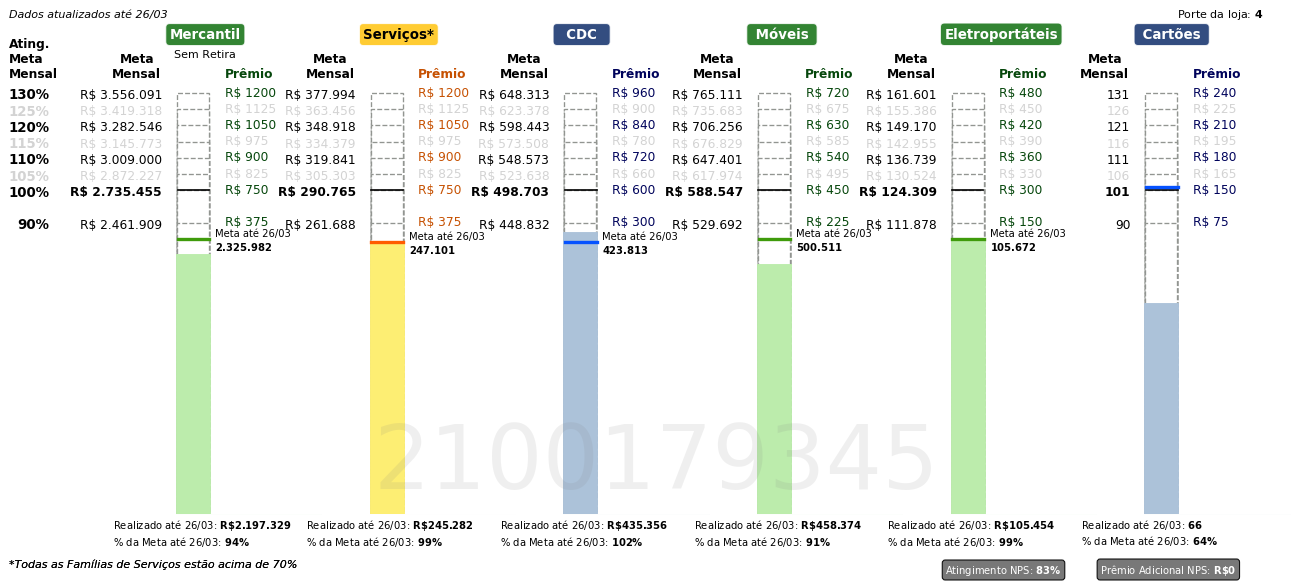 Dados atualizados até 26/03
Porte da loja: 4
Mercantil Serviços* CDC Móveis Eletroportáteis Cartões
Sem Retira
Ating. Meta Mensal
Meta Mensal Prêmio Meta Mensal Prêmio Meta Mensal Prêmio Meta Mensal Prêmio Meta Mensal Prêmio Meta Mensal Prêmio
130% R$ 3.556.091 R$ 1200 R$ 377.994 R$ 1200 R$ 648.313 R$ 960 R$ 765.111 R$ 720 R$ 161.601 R$ 480 131 R$ 240
125% R$ 3.419.318 R$ 1125 R$ 363.456 R$ 1125 R$ 623.378 R$ 900 R$ 735.683 R$ 675 R$ 155.386 R$ 450 126 R$ 225
120% R$ 3.282.546 R$ 1050 R$ 348.918 R$ 1050 R$ 598.443 R$ 840 R$ 706.256 R$ 630 R$ 149.170 R$ 420 121 R$ 210
115% R$ 3.145.773 R$ 975 R$ 334.379 R$ 975 R$ 573.508 R$ 780 R$ 676.829 R$ 585 R$ 142.955 R$ 390 116 R$ 195
110% R$ 3.009.000 R$ 900 R$ 319.841 R$ 900 R$ 548.573 R$ 720 R$ 647.401 R$ 540 R$ 136.739 R$ 360 111 R$ 180
105% R$ 2.872.227 R$ 825 R$ 305.303 R$ 825 R$ 523.638 R$ 660 R$ 617.974 R$ 495 R$ 130.524 R$ 330 106 R$ 165
100% R$ 2.735.455 R$ 750 R$ 290.765 R$ 750 R$ 498.703 R$ 600 R$ 588.547 R$ 450 R$ 124.309 R$ 300 101 R$ 150
90% R$ 2.461.909 R$ 375 R$ 261.688 R$ 375 R$ 448.832 R$ 300 R$ 529.692 R$ 225 R$ 111.878 R$ 150 90 R$ 75
Meta até 26/03 Meta até 26/03 Meta até 26/03 Meta até 26/03 Meta até 26/03
2.325.982 247.101 423.813 500.511 105.672
2100179345
Realizado até 26/03: R$2.197.329 Realizado até 26/03: R$245.282 Realizado até 26/03: R$435.356 Realizado até 26/03: R$458.374 Realizado até 26/03: R$105.454 Realizado até 26/03: 66
% da Meta até 26/03: 94% % da Meta até 26/03: 99% % da Meta até 26/03: 102% % da Meta até 26/03: 91% % da Meta até 26/03: 99% % da Meta até 26/03: 64%
*Todas as Famílias de Serviços estão acima de 70%
Atingimento NPS: 83% Prêmio Adicional NPS: R$0